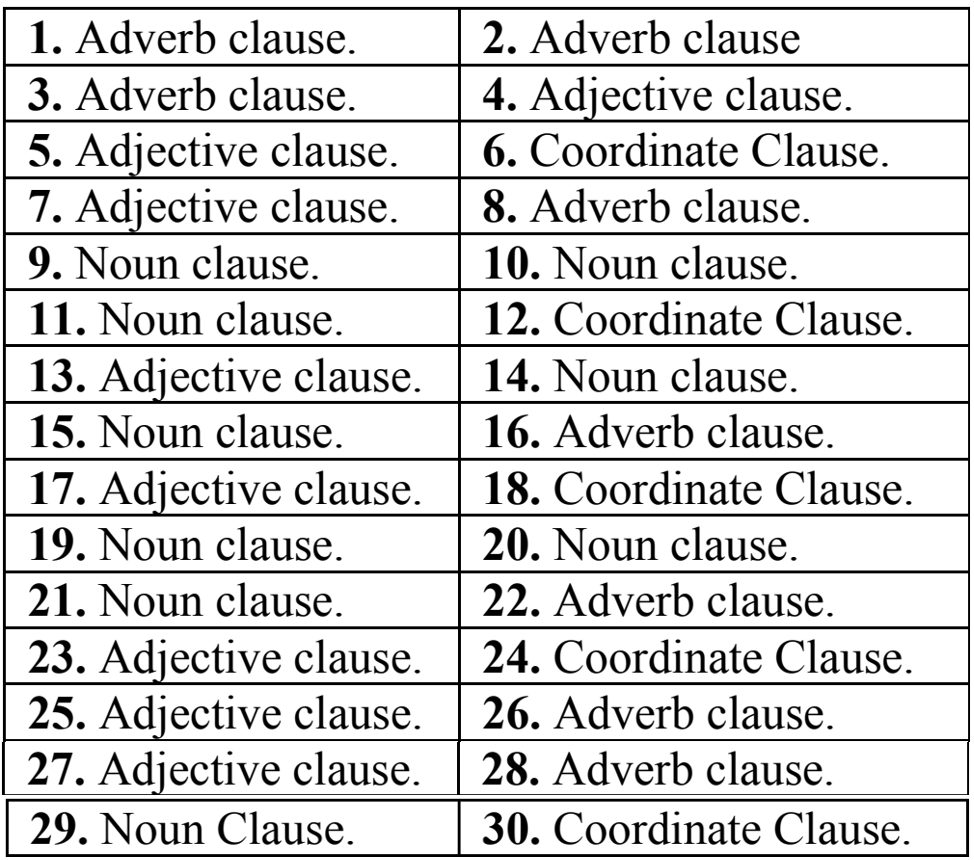 1. Adverb clause. 2. Adverb clause
3. Adverb clause. 4. Adjective clause.
5. Adjective clause. 6. Coordinate Clause.
7. Adjective clause. 8. Adverb clause.
9. Noun clause. 10. Noun clause.
11. Noun clause. 12. Coordinate Clause.
13. Adjective clause. 14. Noun clause.
15. Noun clause. 16. Adverb clause.
17. Adjective clause. 18. Coordinate Clause.
19. Noun clause. 20. Noun clause.
21. Noun clause. 22. Adverb clause.
23. Adjective clause. 24. Coordinate Clause.
25. Adjective clause. 26. Adverb clause.
27. Adjective clause. 28. Adverb clause.
29. Noun Clause. 30. Coordinate Clause.